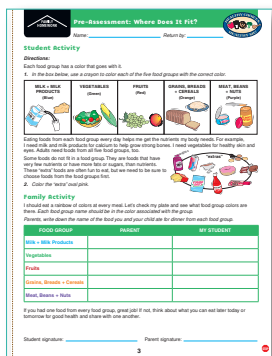 FAMILY
HOMEWORK
Pre-Assessment: Where Does It Fit?
Name: Return by:
Student Activity
Directions:
Each food group has a color that goes with it.
1. In the box below, use a crayon to color each of the five food groups with the correct color.
MILK + MILK PRODUCTS (Blue)
VEGETABLES (Green)
FRUITS (Red)
GRAINS, BREADS + CEREALS (Orange)
MEAT, BEANS + NUTS (Purple)
Eating foods from each food group every day helps me get the nutrients my body needs. For example,
I need milk and milk products for calcium to help grow strong bones. I need vegetables for healthy skin and
eyes. Adults need foods from all five food groups, too.
Some foods do not fit in a food group. They are foods that have
very few nutrients or have more fats or sugars, than nutrients.
These "extra" foods are often fun to eat, but we need to be sure to
choose foods from the food groups first.
"extras"
2. Color the "extra" oval pink.
Family Activity
I should eat a rainbow of colors at every meal. Let's check my plate and see what food group colors are
there. Each food group name should be in the color associated with the group.
Parents, write down the name of the food you and your child ate for dinner from each food group.
FOOD GROUP PARENT MY STUDENT
Milk + Milk Products
Vegetables
Fruits
Grains, Breads + Cereals
Meat, Beans + Nuts
If you had one food from every food group, great job! If not, think about what you can eat later today or
tomorrow for good health and share with one another.
Student signature: Parent signature:
3